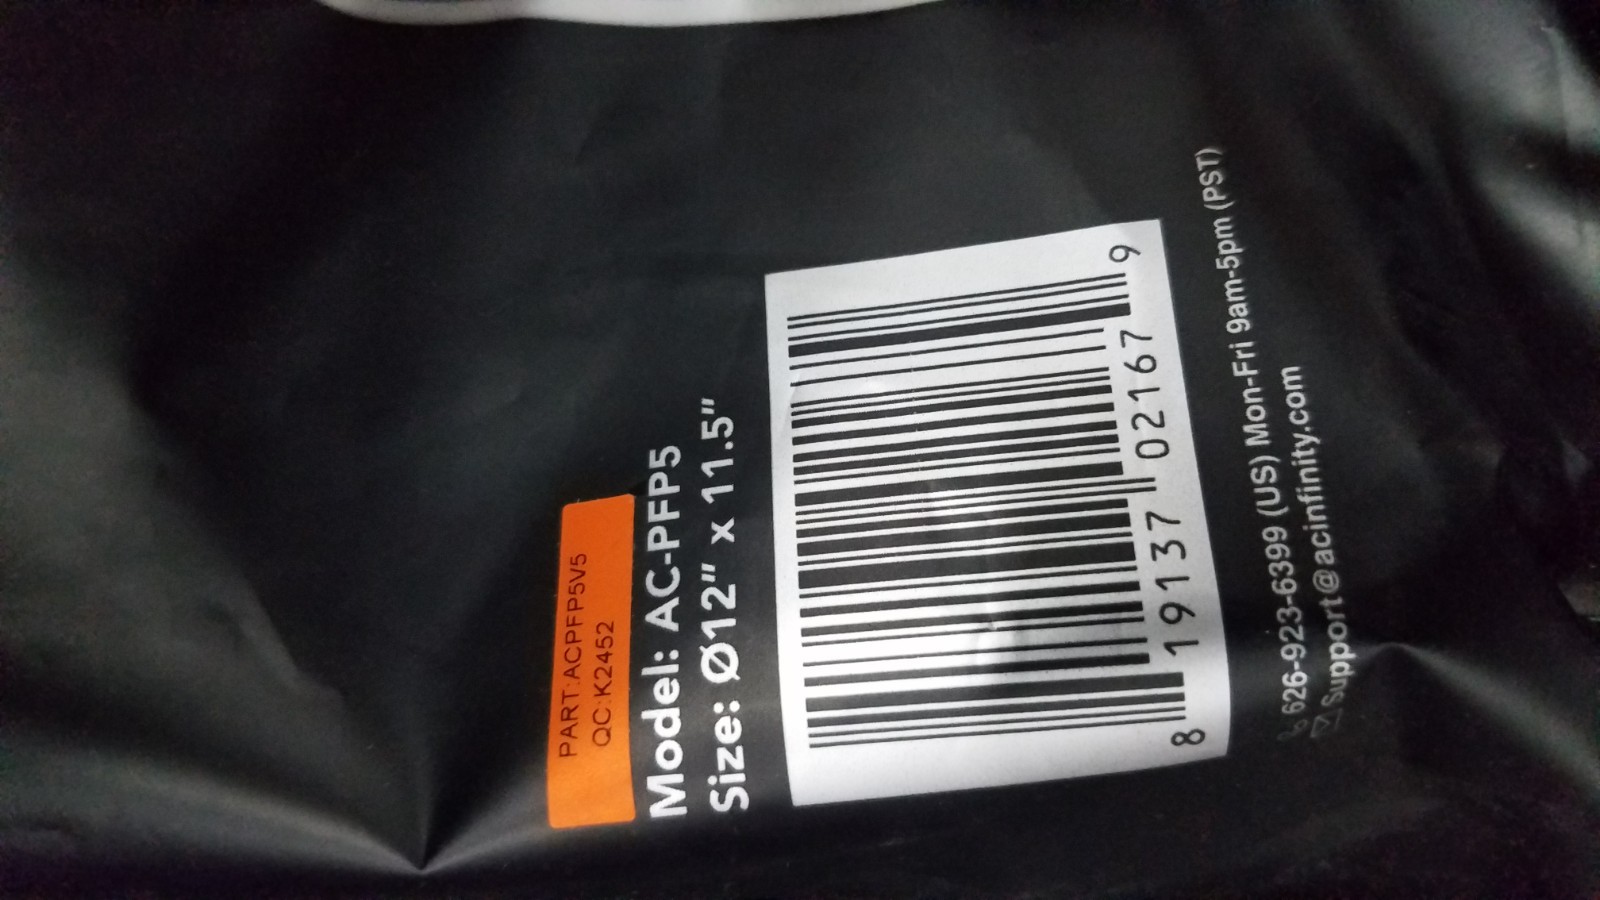 PART:ACPFP5V5
QC:K2452
Model: AC-PFP5
Size: Ø12" x 11.5"
8 19137 02167 9
626-923-6399 (US) Mon-Fri 9am-5pm (PST)
Support@acinfinity.com